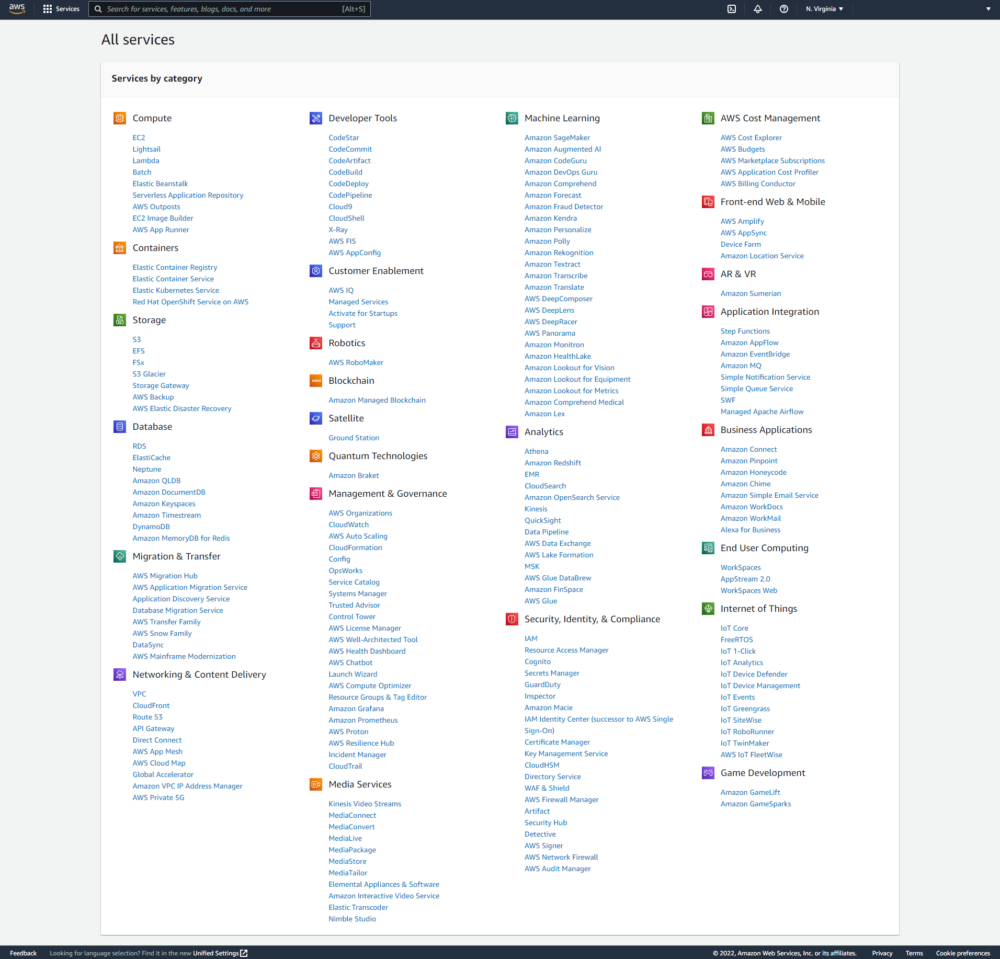 aws
Services
Search for services, features, blogs, docs, and more
[Alt+S]
N. Virginia
All services
Services by category
Compute
EC2
Lightsail
Lambda
Batch
Elastic Beanstalk
Serverless Application Repository
AWS Outposts
EC2 Image Builder
AWS App Runner
Containers
Elastic Container Registry
Elastic Container Service
Elastic Kubernetes Service
Red Hat OpenShift Service on AWS
Storage
S3
EFS
FSx
S3 Glacier
Storage Gateway
AWS Backup
AWS Elastic Disaster Recovery
Database
RDS
ElastiCache
Neptune
Amazon QLDB
Amazon DocumentDB
Amazon Keyspaces
Amazon Timestream
DynamoDB
Amazon MemoryDB for Redis
Migration & Transfer
AWS Migration Hub
AWS Application Migration Service
Application Discovery Service
Database Migration Service
AWS Transfer Family
AWS Snow Family
DataSync
AWS Mainframe Modernization
Networking & Content Delivery
VPC
CloudFront
Route 53
API Gateway
Direct Connect
AWS App Mesh
AWS Cloud Map
Global Accelerator
Amazon VPC IP Address Manager
AWS Private 5G
Developer Tools
CodeStar
CodeCommit
CodeArtifact
CodeBuild
CodeDeploy
CodePipeline
Cloud9
CloudShell
X-Ray
AWS FIS
AWS AppConfig
Customer Enablement
AWS IQ
Managed Services
Activate for Startups
Support
Robotics
AWS RoboMaker
Blockchain
Amazon Managed Blockchain
Satellite
Ground Station
Quantum Technologies
Amazon Braket
Management & Governance
AWS Organizations
CloudWatch
AWS Auto Scaling
CloudFormation
Config
OpsWorks
Service Catalog
Systems Manager
Trusted Advisor
Control Tower
AWS License Manager
AWS Well-Architected Tool
AWS Health Dashboard
AWS Chatbot
Launch Wizard
AWS Compute Optimizer
Resource Groups & Tag Editor
Amazon Grafana
Amazon Prometheus
AWS Proton
AWS Resilience Hub
Incident Manager
CloudTrail
Media Services
Kinesis Video Streams
MediaConnect
MediaConvert
MediaLive
MediaPackage
MediaStore
MediaTailor
Elemental Appliances & Software
Amazon Interactive Video Service
Elastic Transcoder
Nimble Studio
Machine Learning
Amazon SageMaker
Amazon Augmented AI
Amazon CodeGuru
Amazon DevOps Guru
Amazon Comprehend
Amazon Forecast
Amazon Fraud Detector
Amazon Kendra
Amazon Personalize
Amazon Polly
Amazon Rekognition
Amazon Textract
Amazon Transcribe
Amazon Translate
AWS DeepComposer
AWS DeepLens
AWS DeepRacer
AWS Panorama
Amazon Monitron
Amazon HealthLake
Amazon Lookout for Vision
Amazon Lookout for Equipment
Amazon Lookout for Metrics
Amazon Comprehend Medical
Amazon Lex
Analytics
Athena
Amazon Redshift
EMR
CloudSearch
Amazon OpenSearch Service
Kinesis
QuickSight
Data Pipeline
AWS Data Exchange
AWS Lake Formation
MSK
AWS Glue DataBrew
Amazon FinSpace
AWS Glue
Security, Identity, & Compliance
IAM
Resource Access Manager
Cognito
Secrets Manager
GuardDuty
Inspector
Amazon Macie
IAM Identity Center (successor to AWS Single
Sign-On)
Certificate Manager
Key Management Service
CloudHSM
Directory Service
WAF & Shield
AWS Firewall Manager
Artifact
Security Hub
Detective
AWS Signer
AWS Network Firewall
AWS Audit Manager
AWS Cost Management
AWS Cost Explorer
AWS Budgets
AWS Marketplace Subscriptions
AWS Application Cost Profiler
AWS Billing Conductor
Front-end Web & Mobile
AWS Amplify
AWS AppSync
Device Farm
Amazon Location Service
AR & VR
Amazon Sumerian
Application Integration
Step Functions
Amazon AppFlow
Amazon EventBridge
Amazon MQ
Simple Notification Service
Simple Queue Service
SWF
Managed Apache Airflow
Business Applications
Amazon Connect
Amazon Pinpoint
Amazon Honeycode
Amazon Chime
Amazon Simple Email Service
Amazon WorkDocs
Amazon WorkMail
Alexa for Business
End User Computing
WorkSpaces
AppStream 2.0
WorkSpaces Web
Internet of Things
IoT Core
FreeRTOS
IoT 1-Click
IoT Analytics
IoT Device Defender
IoT Device Management
IoT Events
IoT Greengrass
IoT SiteWise
IoT RoboRunner
IoT TwinMaker
AWS IoT FleetWise
Game Development
Amazon GameLift
Amazon GameSparks
Feedback
Looking for language selection? Find it in the new Unified Settings
© 2022, Amazon Web Services, Inc. or its affiliates.
Privacy
Terms
Cookie preferences